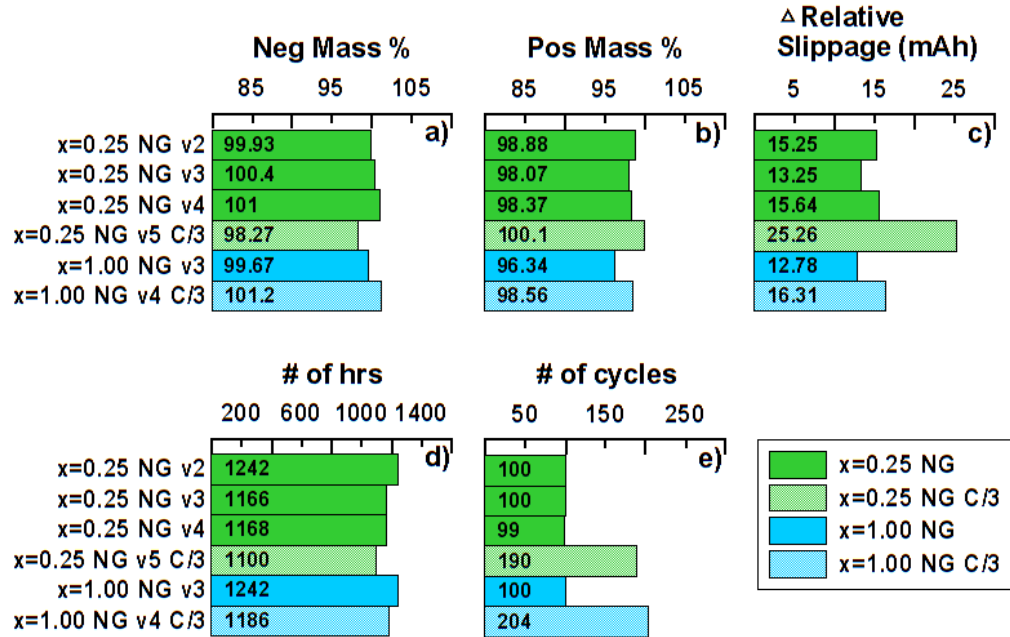 △ Relative
Neg Mass % Pos Mass % Slippage (mAh)
85 95 105 85 95 105 5 15 25
a) b) c)
x=0.25 NG v2 99.93 98.88 15.25
x=0.25 NG v3 100.4 98.07 13.25
x=0.25 NG v4 101 98.37 15.64
x=0.25 NG v5 C/3 98.27 100.1 25.26
x=1.00 NG v3 99.67 96.34 12.78
x=1.00 NG v4 C/3 101.2 98.56 16.31
# of hrs # of cycles
200 600 1000 1400 50 150 250
d) e)
x=0.25 NG v2 1242 100
x=0.25 NG v3 1166 100
x=0.25 NG v4 1168 99
x=0.25 NG v5 C/3 1100 190
x=1.00 NG v3 1242 100
x=1.00 NG v4 C/3 1186 204
x=0.25 NG
x=0.25 NG C/3
x=1.00 NG
x=1.00 NG C/3